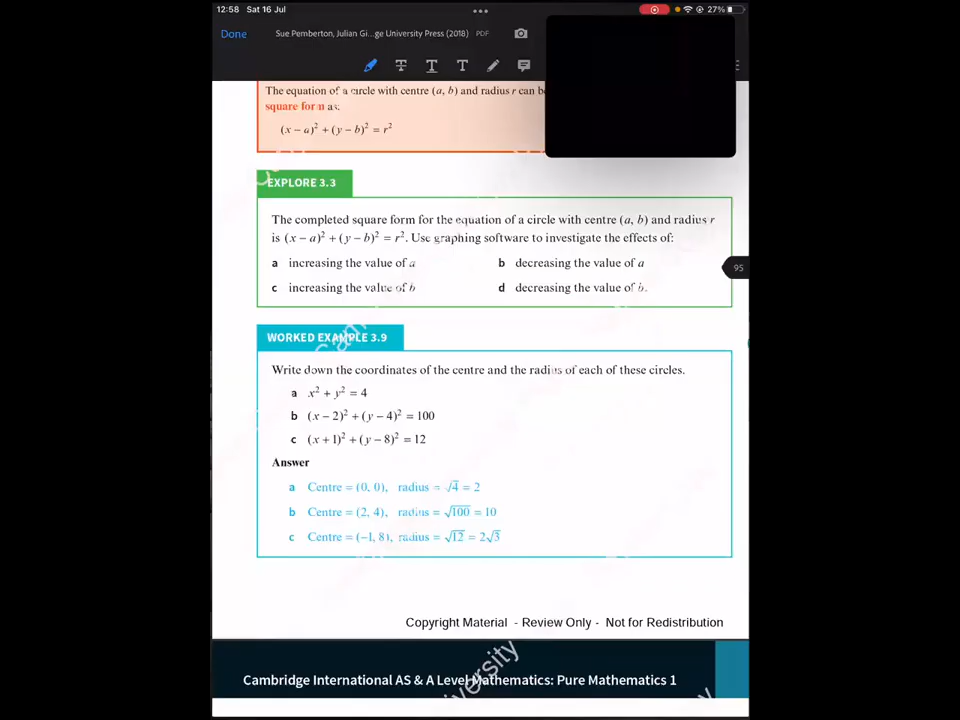 12:58 Sat 16 Jul
27%
Done
Sue Pemberton, Julian Gi...ge University Press (2018) PDF
The equation of a circle with centre (a, b) and radius r can be
square form as:
(x − a)² + (y − b)² = r²
EXPLORE 3.3
The completed square form for the equation of a circle with centre (a, b) and radius r
is (x − a)² + (y − b)² = r². Use graphing software to investigate the effects of:
a increasing the value of a
b decreasing the value of a
95
c increasing the value of b
d decreasing the value of b.
WORKED EXAMPLE 3.9
Write down the coordinates of the centre and the radius of each of these circles.
a x² + y² = 4
b (x − 2)² + (y − 4)² = 100
c (x + 1)² + (y − 8)² = 12
Answer
a Centre = (0, 0), radius = √4 = 2
b Centre = (2, 4), radius = √100 = 10
c Centre = (−1, 8), radius = √12 = 2√3
Copyright Material - Review Only - Not for Redistribution
Cambridge International AS & A Level Mathematics: Pure Mathematics 1